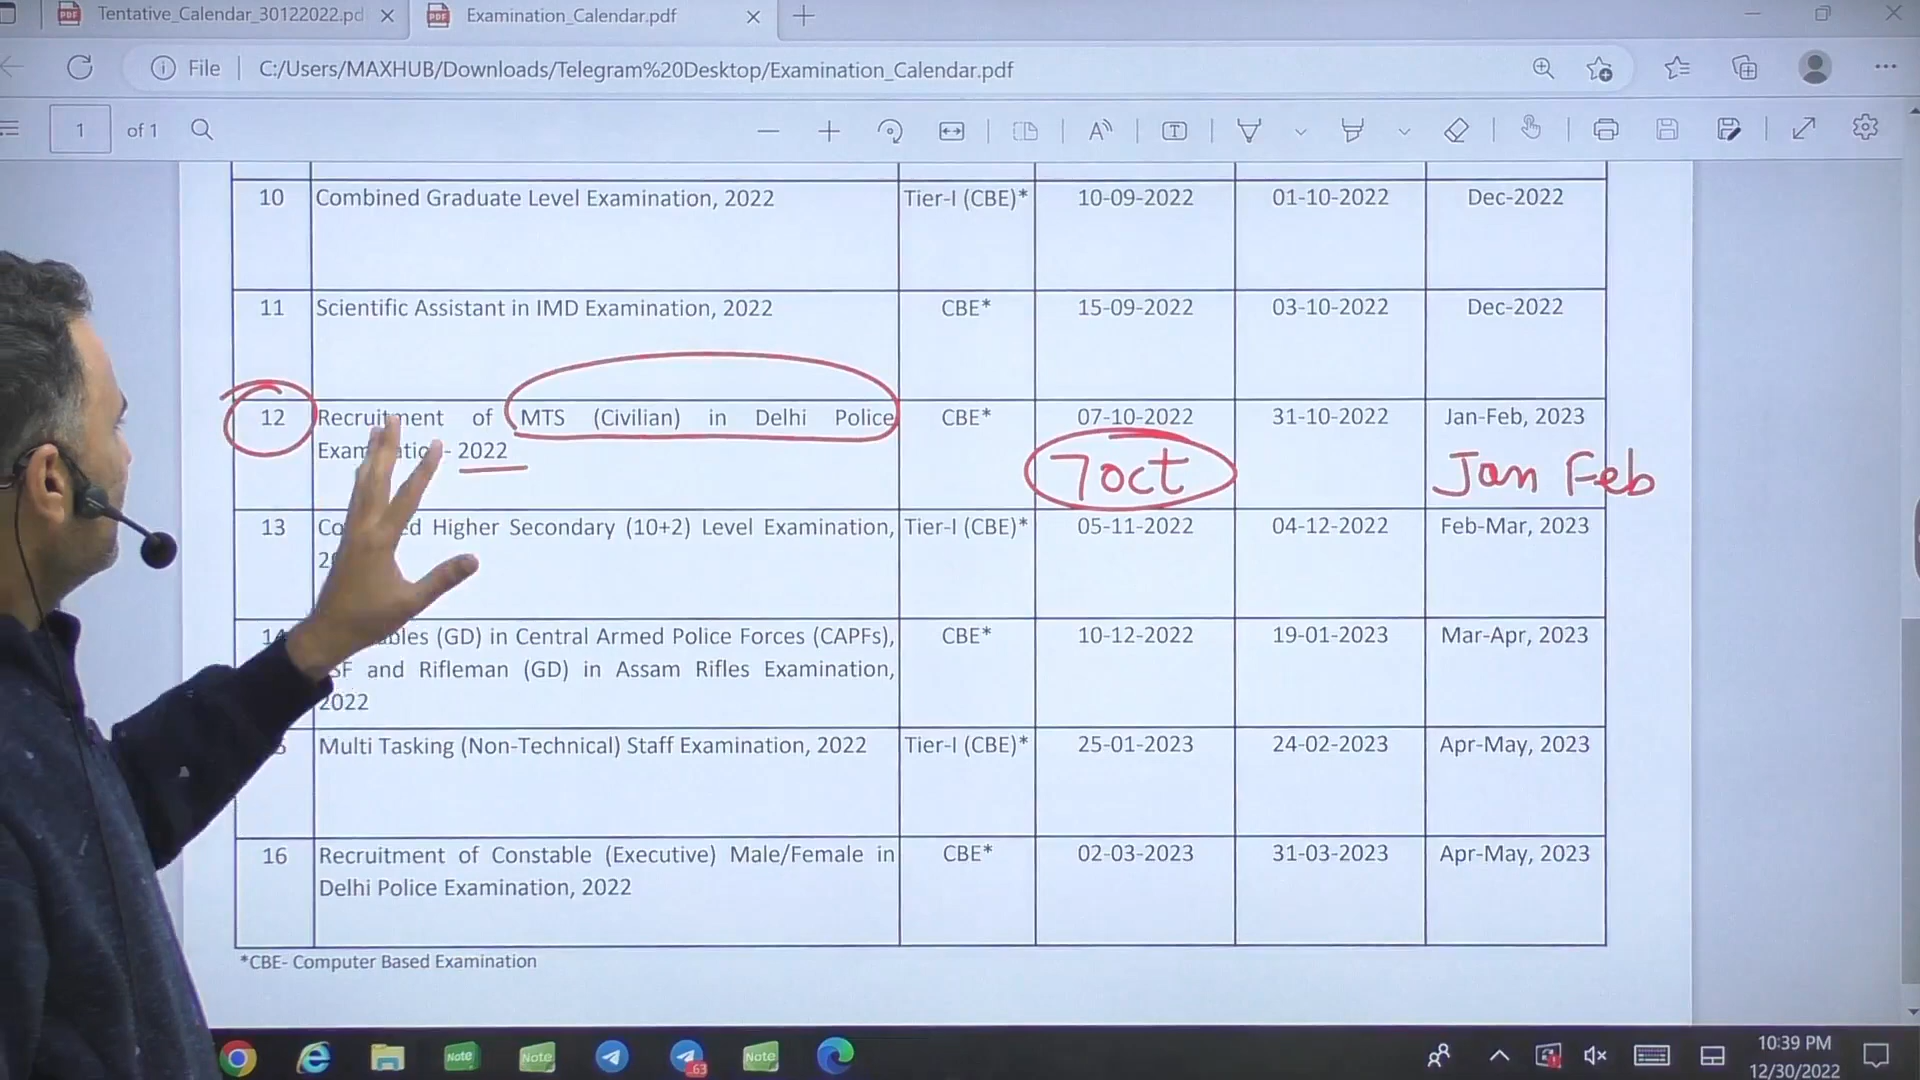 Tentative_Calendar_30122022.pd
Examination_Calendar.pdf
File
C:/Users/MAXHUB/Downloads/Telegram%20Desktop/Examination_Calendar.pdf
1 of 1
10 Combined Graduate Level Examination, 2022 Tier-I (CBE)* 10-09-2022 01-10-2022 Dec-2022
11 Scientific Assistant in IMD Examination, 2022 CBE* 15-09-2022 03-10-2022 Dec-2022
12 Recruitment of MTS (Civilian) in Delhi Police CBE* 07-10-2022 31-10-2022 Jan-Feb, 2023
2022 7 oct Jan Feb
13 Higher Secondary (10+2) Level Examination, Tier-I (CBE)* 05-11-2022 04-12-2022 Feb-Mar, 2023
(GD) in Central Armed Police Forces (CAPFs), CBE* 10-12-2022 19-01-2023 Mar-Apr, 2023
and Rifleman (GD) in Assam Rifles Examination,
2022
Multi Tasking (Non-Technical) Staff Examination, 2022 Tier-I (CBE)* 25-01-2023 24-02-2023 Apr-May, 2023
16 Recruitment of Constable (Executive) Male/Female in CBE* 02-03-2023 31-03-2023 Apr-May, 2023
Delhi Police Examination, 2022
*CBE- Computer Based Examination
Note
Note
63
Note
10:39 PM
12/30/2022